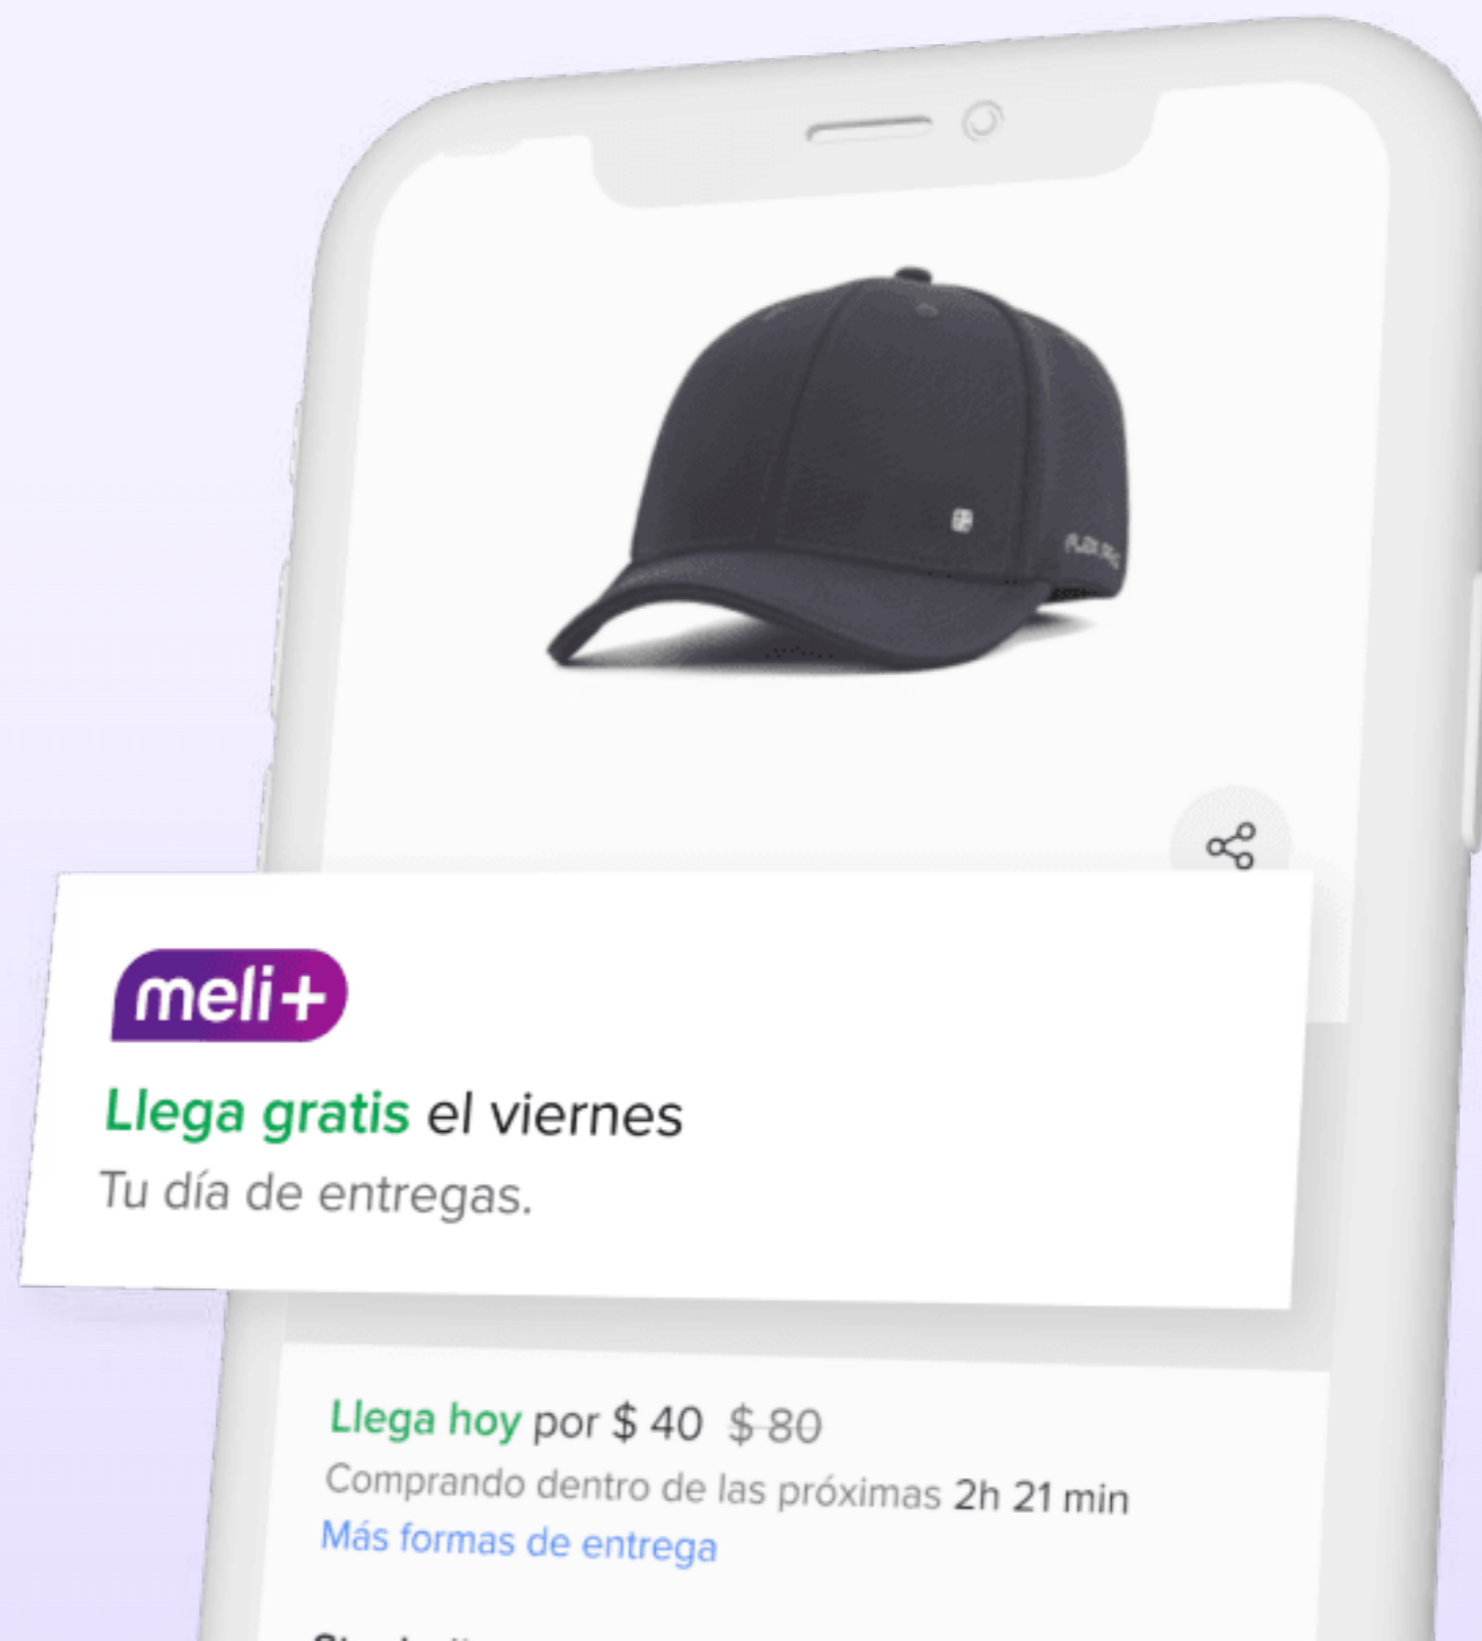 meli+
Llega gratis el viernes
Tu día de entregas.
Llega hoy por $ 40 $ 80
Comprando dentro de las próximas 2h 21 min
Más formas de entrega